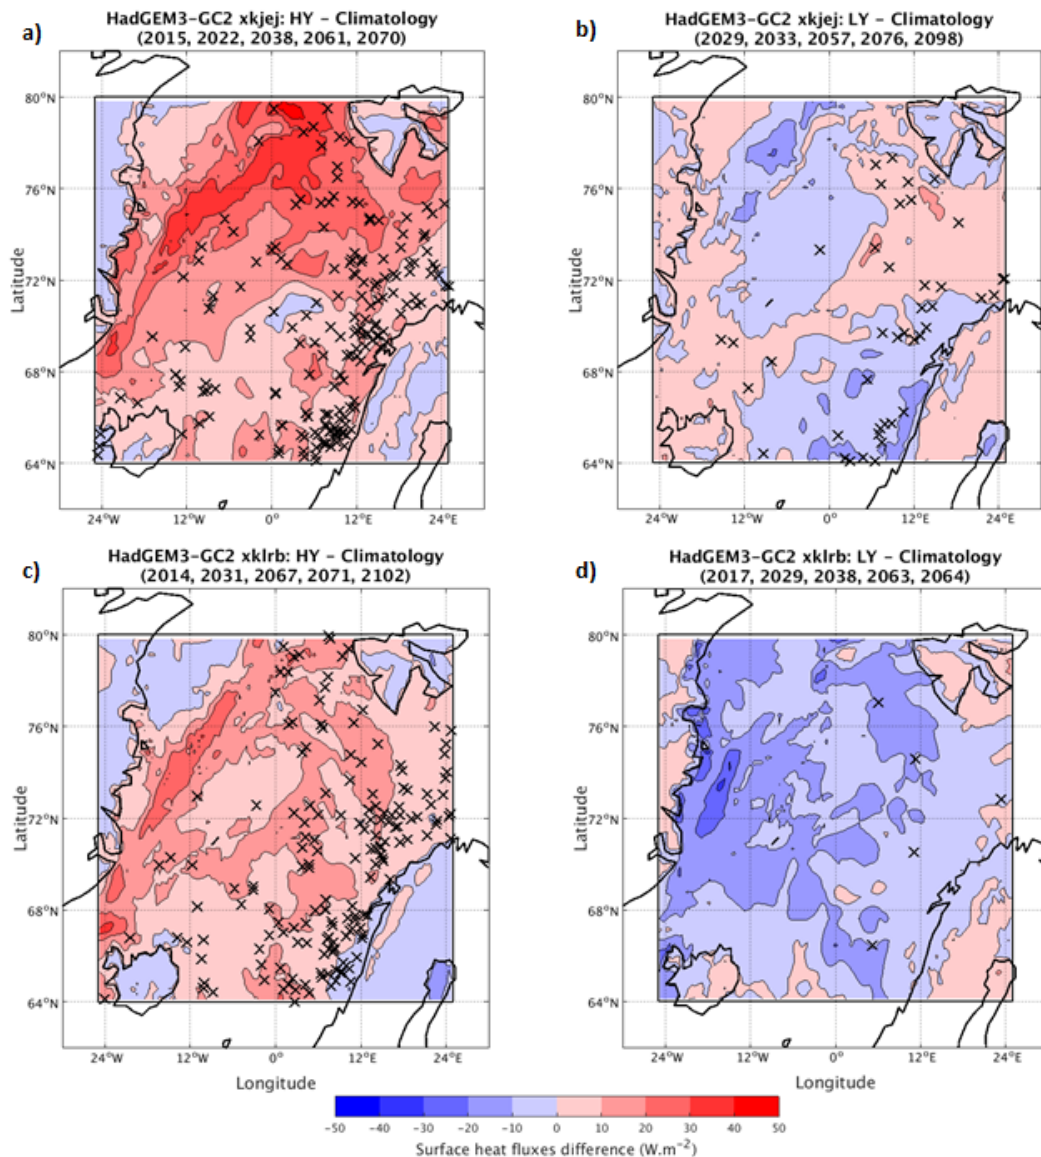 a)
HadGEM3-GC2 xkjej: HY - Climatology
(2015, 2022, 2038, 2061, 2070)
80°N
76°N
72°N
68°N
64°N
Latitude
24°W 12°W 0° 12°E 24°E
b)
HadGEM3-GC2 xkjej: LY - Climatology
(2029, 2033, 2057, 2076, 2098)
80°N
76°N
72°N
68°N
64°N
Latitude
24°W 12°W 0° 12°E 24°E
c)
HadGEM3-GC2 xklrb: HY - Climatology
(2014, 2031, 2067, 2071, 2102)
80°N
76°N
72°N
68°N
64°N
Latitude
24°W 12°W 0° 12°E 24°E
Longitude
d)
HadGEM3-GC2 xklrb: LY - Climatology
(2017, 2029, 2038, 2063, 2064)
80°N
76°N
72°N
68°N
64°N
Latitude
24°W 12°W 0° 12°E 24°E
Longitude
-50 -40 -30 -20 -10 0 10 20 30 40 50
Surface heat fluxes difference (W.m⁻²)